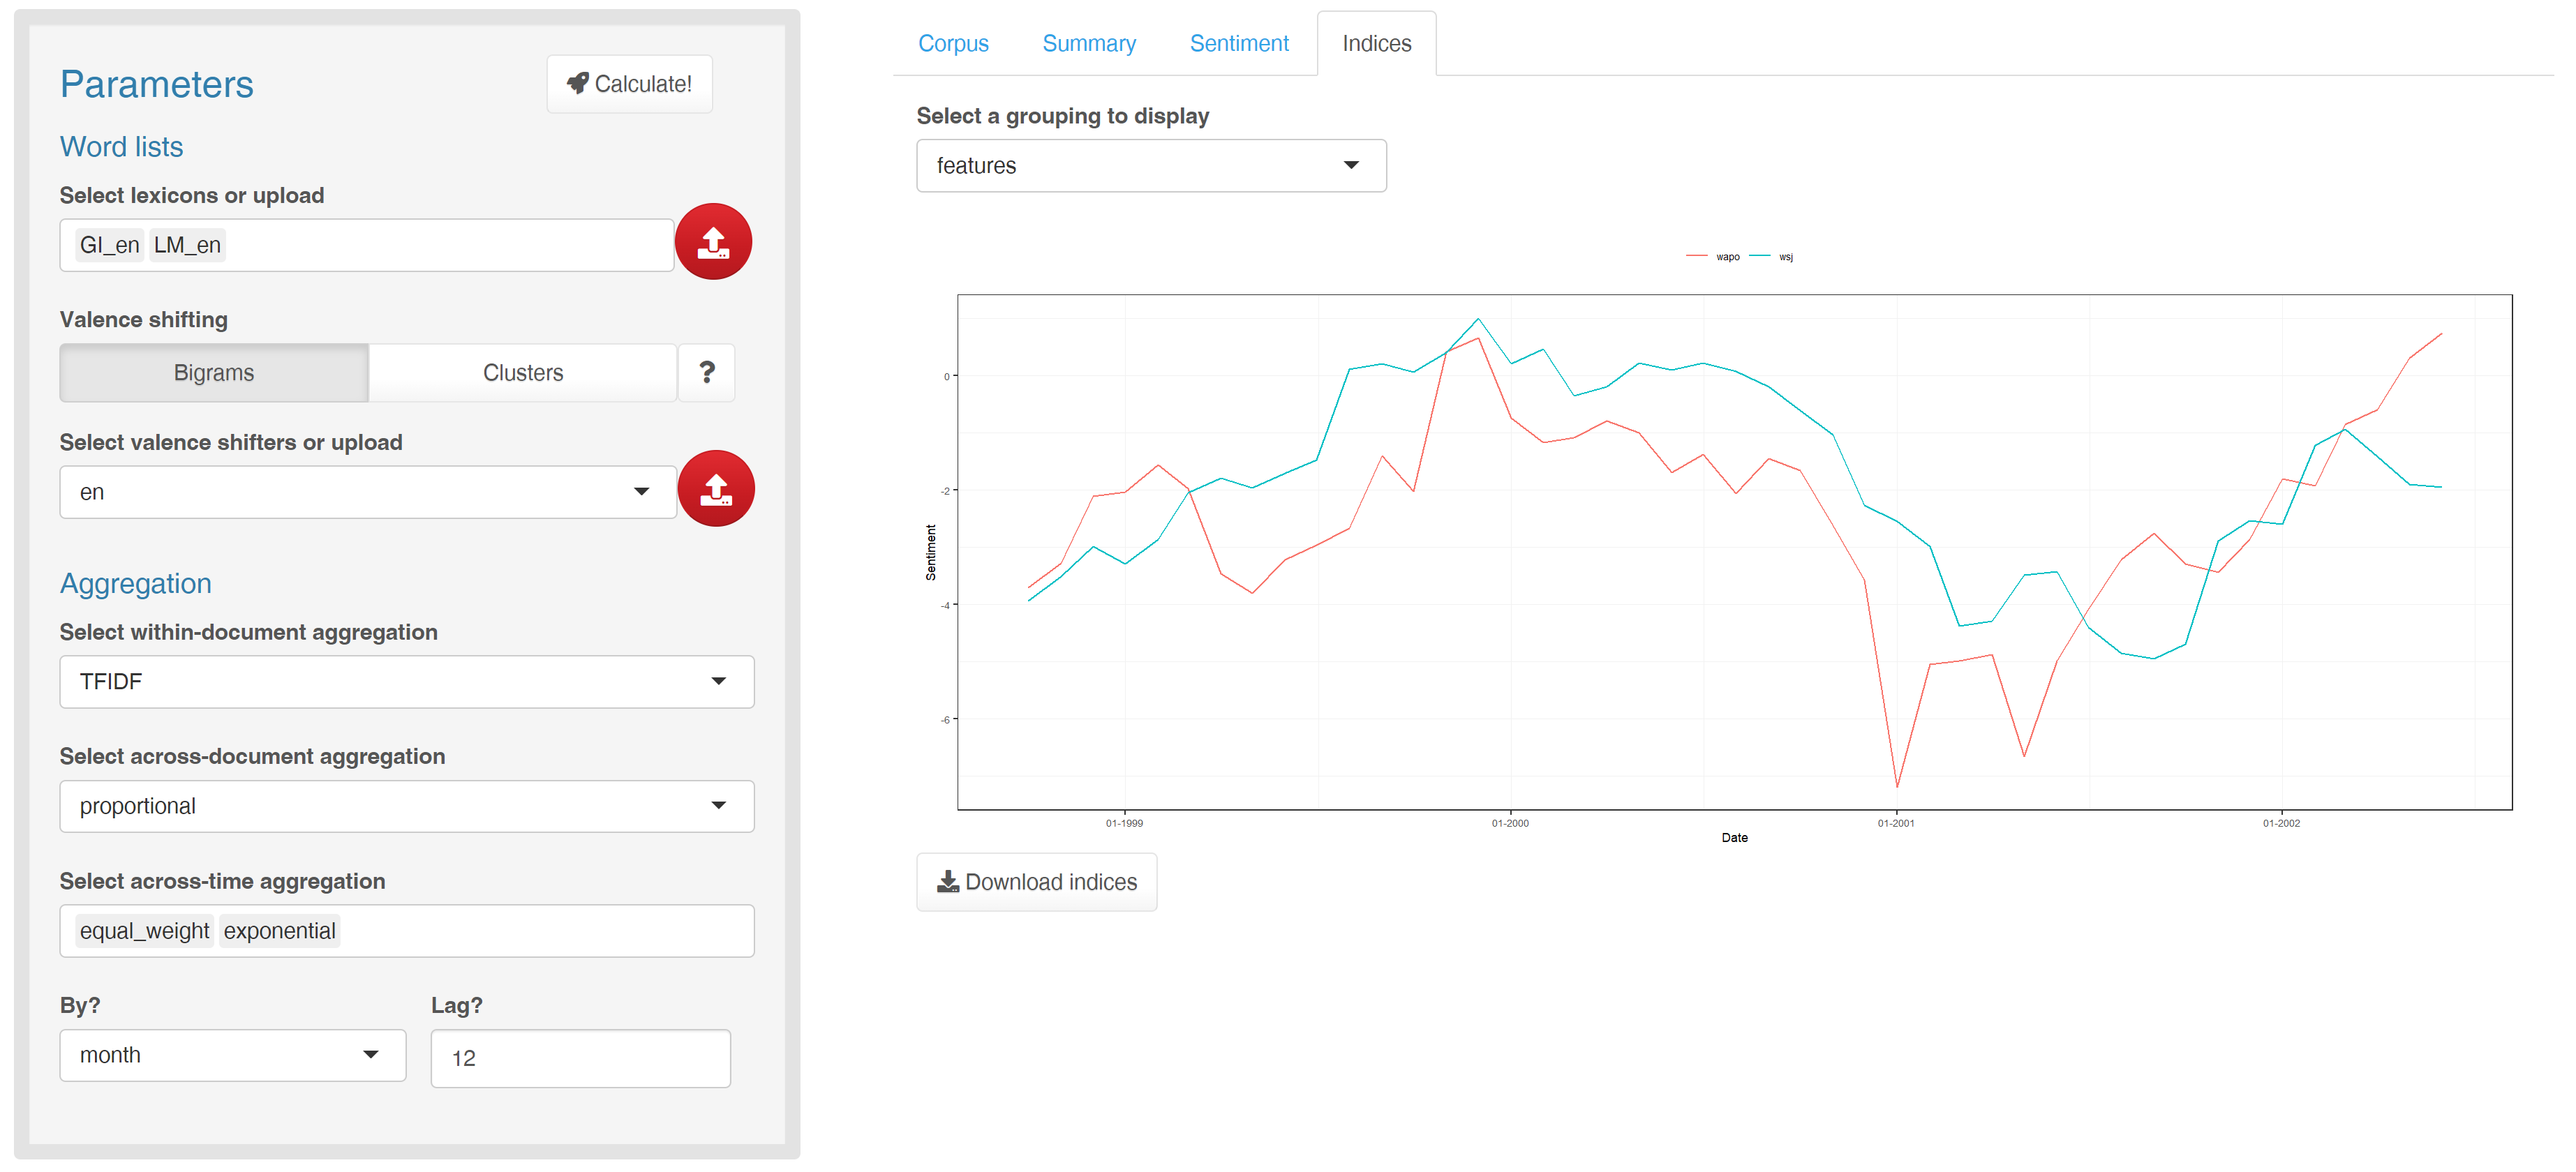 Parameters
Calculate!
Word lists
Select lexicons or upload
GI_en LM_en
Valence shifting
Bigrams Clusters ?
Select valence shifters or upload
en
Aggregation
Select within-document aggregation
TFIDF
Select across-document aggregation
proportional
Select across-time aggregation
equal_weight exponential
By? Lag?
month 12
Corpus Summary Sentiment Indices
Select a grouping to display
features
wapo wsj
0
-2
-4
-6
Sentiment
01-1999 01-2000 01-2001 01-2002
Date
Download indices